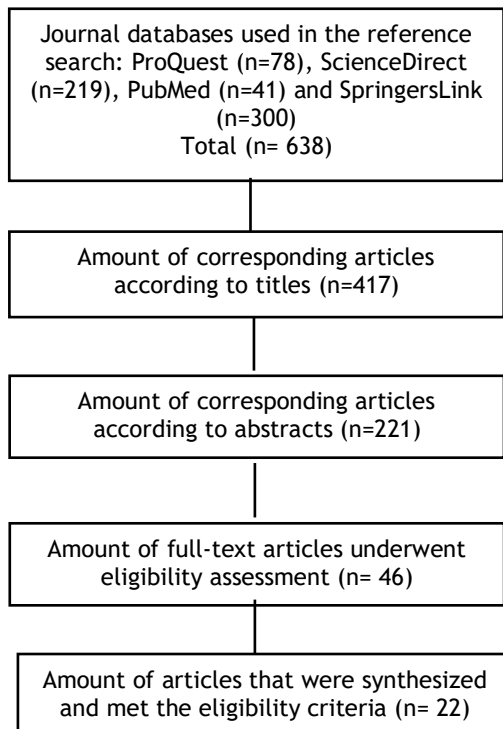 Journal databases used in the reference
search: ProQuest (n=78), ScienceDirect
(n=219), PubMed (n=41) and SpringersLink
(n=300)
Total (n= 638)
Amount of corresponding articles
according to titles (n=417)
Amount of corresponding articles
according to abstracts (n=221)
Amount of full-text articles underwent
eligibility assessment (n= 46)
Amount of articles that were synthesized
and met the eligibility criteria (n= 22)